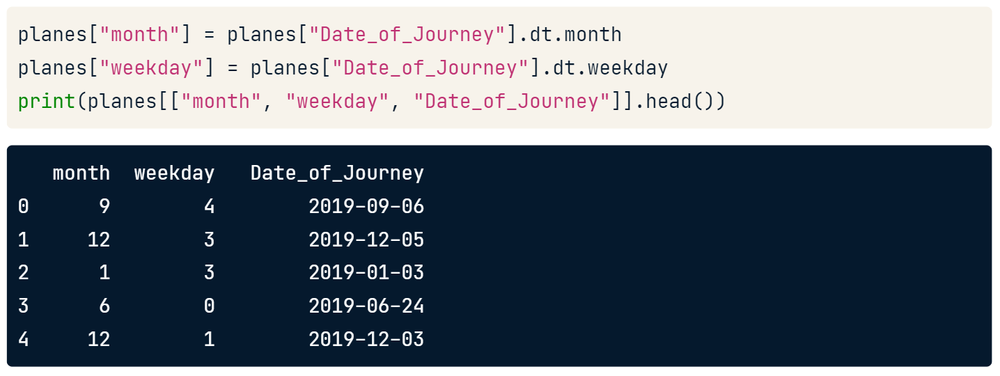 planes["month"] = planes["Date_of_Journey"].dt.month
planes["weekday"] = planes["Date_of_Journey"].dt.weekday
print(planes[["month", "weekday", "Date_of_Journey"]].head())
   month  weekday   Date_of_Journey
0      9        4        2019-09-06
1     12        3        2019-12-05
2      1        3        2019-01-03
3      6        0        2019-06-24
4     12        1        2019-12-03